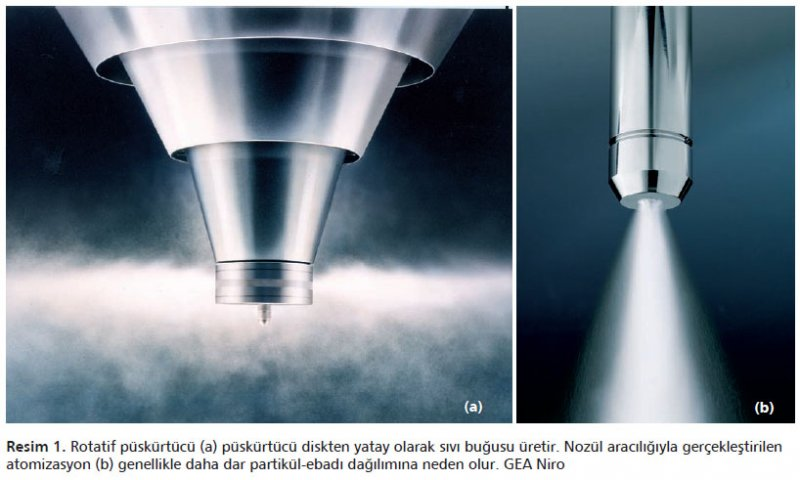 (a)
(b)
Resim 1. Rotatif püskürtücü (a) püskürtücü diskten yatay olarak sıvı buğusu üretir. Nozül aracılığıyla gerçekleştirilen
atomizasyon (b) genellikle daha dar partikül-ebadı dağılımına neden olur. GEA Niro